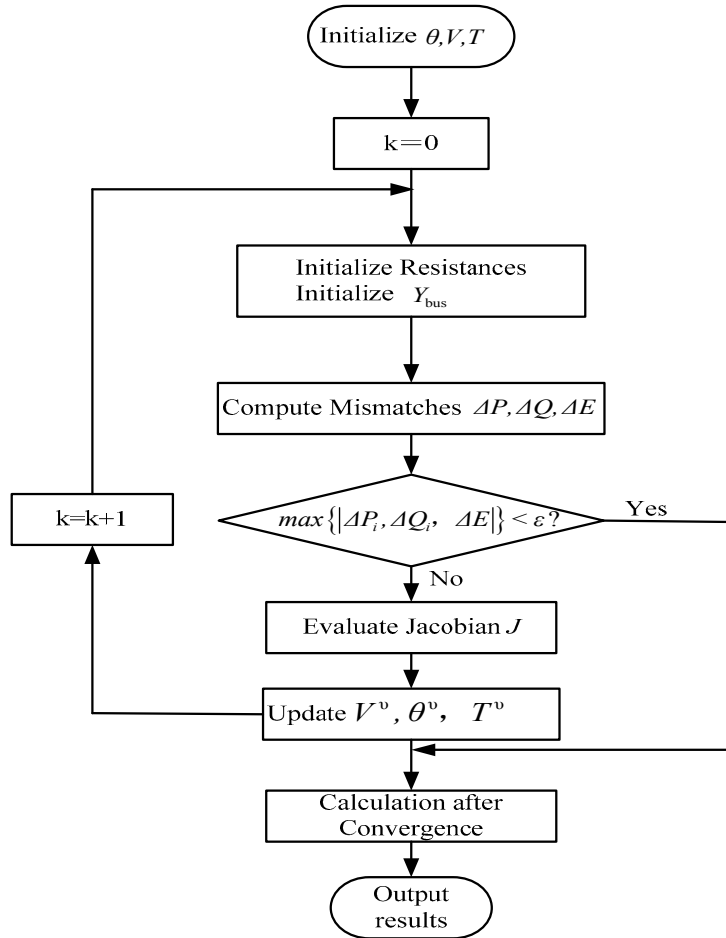 Initialize θ,V,T
k=0
Initialize Resistances
Initialize Y_bus
Compute Mismatches ΔP,ΔQ,ΔE
max{|ΔP_i,ΔQ_i, ΔE|}<ε?
Yes
k=k+1
No
Evaluate Jacobian J
Update V^υ,θ^υ, T^υ
Calculation after
Convergence
Output
results